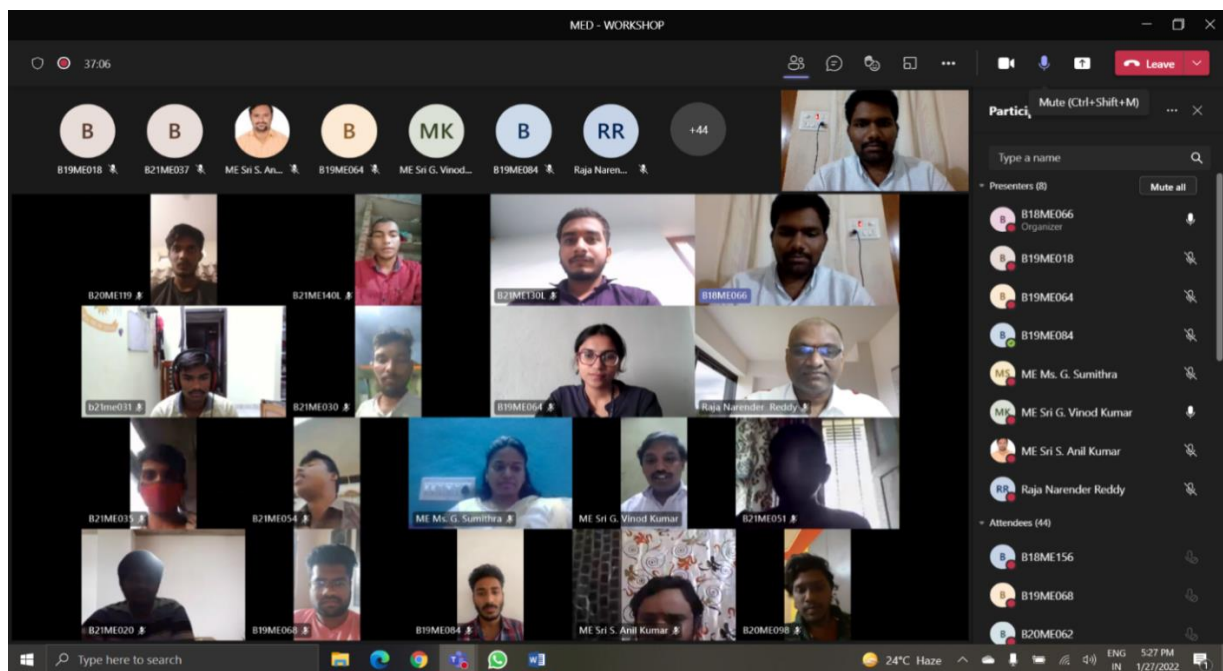 MED - WORKSHOP
37:06
Leave
B
B
B
MK
B
RR
+44
B19ME018
B21ME037
ME Sri S. An...
B19ME064
ME Sri G. Vinod...
B19ME084
Raja Naren...
Mute (Ctrl+Shift+M)
Partici
Type a name
Presenters (8)
Mute all
B B18ME066
Organizer
B B19ME018
B B19ME064
B B19ME084
MS ME Ms. G. Sumithra
MK ME Sri G. Vinod Kumar
ME Sri S. Anil Kumar
RR Raja Narender Reddy
Attendees (44)
B B18ME156
B B19ME068
B B20ME062
B20ME119
B21ME140L
B21ME130L
B18ME066
b21me031
B21ME030
B19ME064
Raja Narender Reddy
B21ME035
B21ME054
ME Ms. G. Sumithra
ME Sri G. Vinod Kumar
B21ME051
B21ME020
B19ME068
B19ME084
ME Sri S. Anil Kumar
B20ME098
Type here to search
24°C Haze
ENG
IN
5:27 PM
1/27/2022